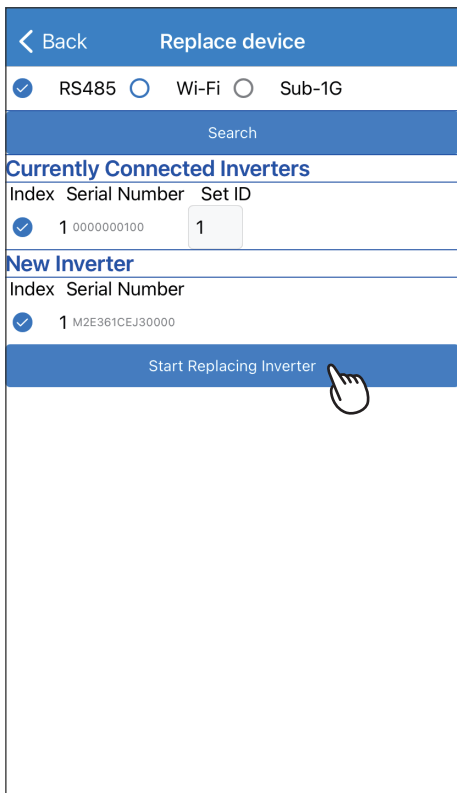 Back Replace device
RS485 Wi-Fi Sub-1G
Search
Currently Connected Inverters
Index Serial Number Set ID
1 0000000100 1
New Inverter
Index Serial Number
1 M2E361CEJ30000
Start Replacing Inverter